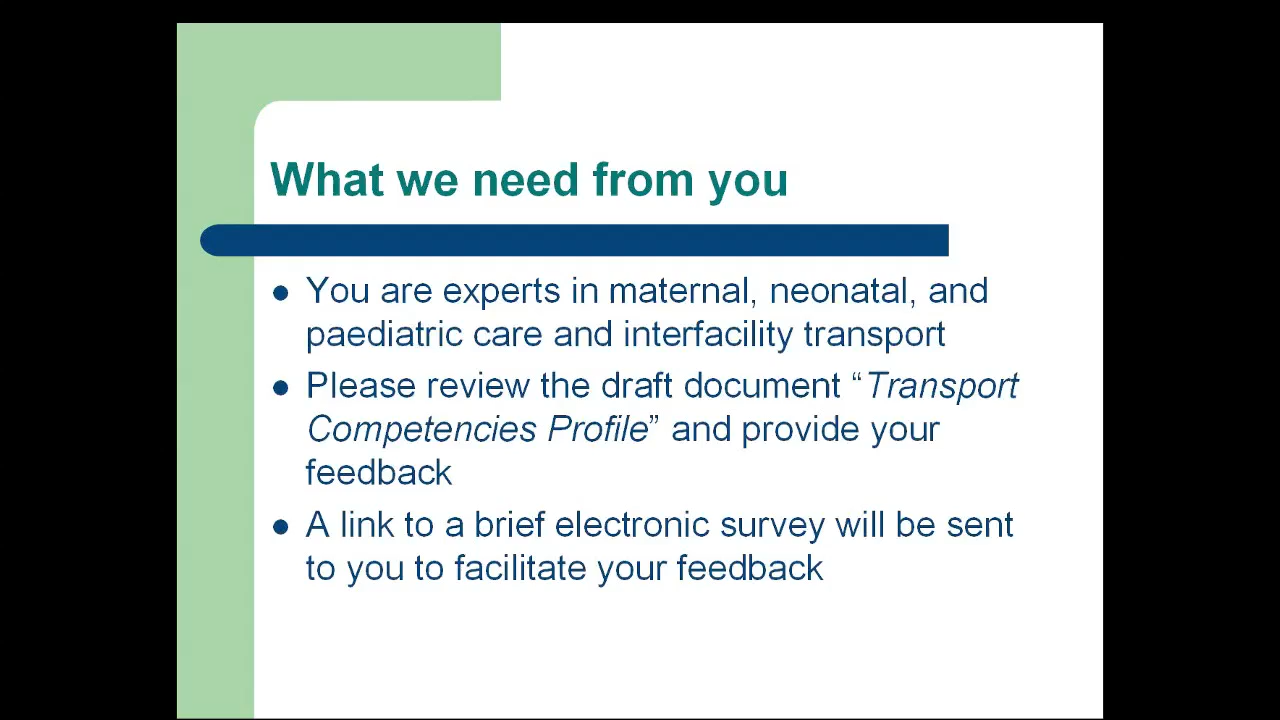 What we need from you
You are experts in maternal, neonatal, and
paediatric care and interfacility transport
Please review the draft document “Transport
Competencies Profile” and provide your
feedback
A link to a brief electronic survey will be sent
to you to facilitate your feedback